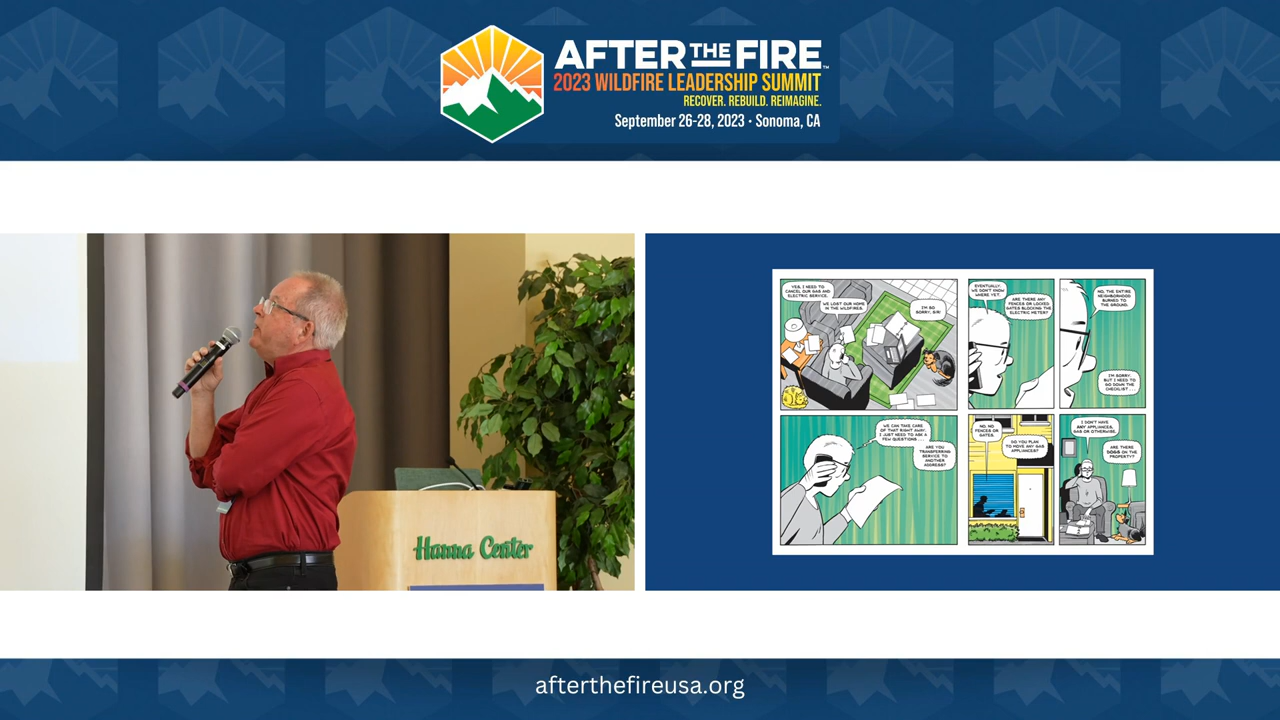 AFTER THE FIRE™
2023 WILDFIRE LEADERSHIP SUMMIT
RECOVER. REBUILD. REIMAGINE.
September 26-28, 2023 • Sonoma, CA
Hanna Center
YES, I NEED TO
CANCEL OUR GAS AND
ELECTRIC SERVICE.
WE LOST OUR HOME
IN THE WILDFIRES.
I'M SO
SORRY, SIR!
WE CAN TAKE CARE
OF THAT RIGHT AWAY.
I JUST NEED TO ASK A
FEW QUESTIONS ...
ARE YOU
TRANSFERRING
SERVICE TO
ANOTHER
ADDRESS?
EVENTUALLY.
WE DON'T KNOW
WHERE YET.
ARE THERE ANY
FENCES OR LOCKED
GATES BLOCKING THE
ELECTRIC METER?
NO, THE ENTIRE
NEIGHBORHOOD
BURNED TO
THE GROUND.
I'M SORRY,
BUT I NEED TO
GO DOWN THE
CHECKLIST ...
NO, NO
FENCES OR
GATES.
DO YOU PLAN
TO MOVE ANY GAS
APPLIANCES?
I DON'T HAVE
ANY APPLIANCES,
GAS OR OTHERWISE.
ARE THERE
DOGS ON THE
PROPERTY?
afterthefireusa.org